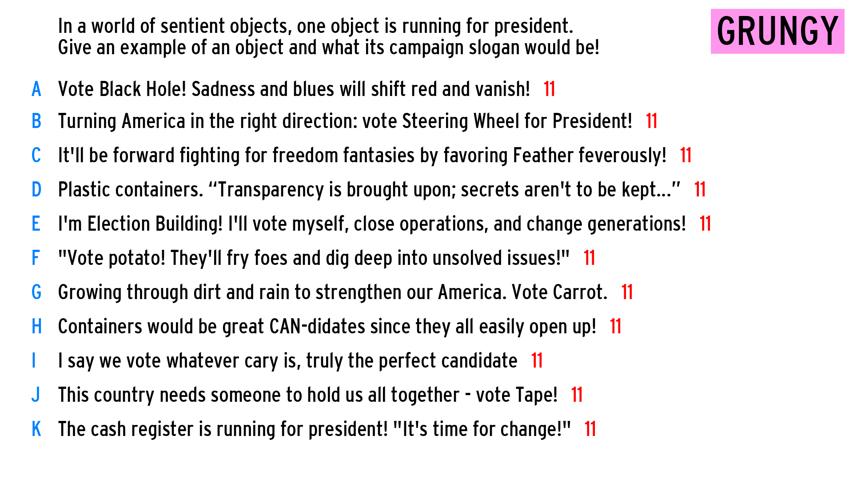 In a world of sentient objects, one object is running for president.
Give an example of an object and what its campaign slogan would be!
GRUNGY
A Vote Black Hole! Sadness and blues will shift red and vanish! 11
B Turning America in the right direction: vote Steering Wheel for President! 11
C It'll be forward fighting for freedom fantasies by favoring Feather feverously! 11
D Plastic containers. “Transparency is brought upon; secrets aren't to be kept...” 11
E I'm Election Building! I'll vote myself, close operations, and change generations! 11
F "Vote potato! They'll fry foes and dig deep into unsolved issues!" 11
G Growing through dirt and rain to strengthen our America. Vote Carrot. 11
H Containers would be great CAN-didates since they all easily open up! 11
I I say we vote whatever cary is, truly the perfect candidate 11
J This country needs someone to hold us all together - vote Tape! 11
K The cash register is running for president! "It's time for change!" 11